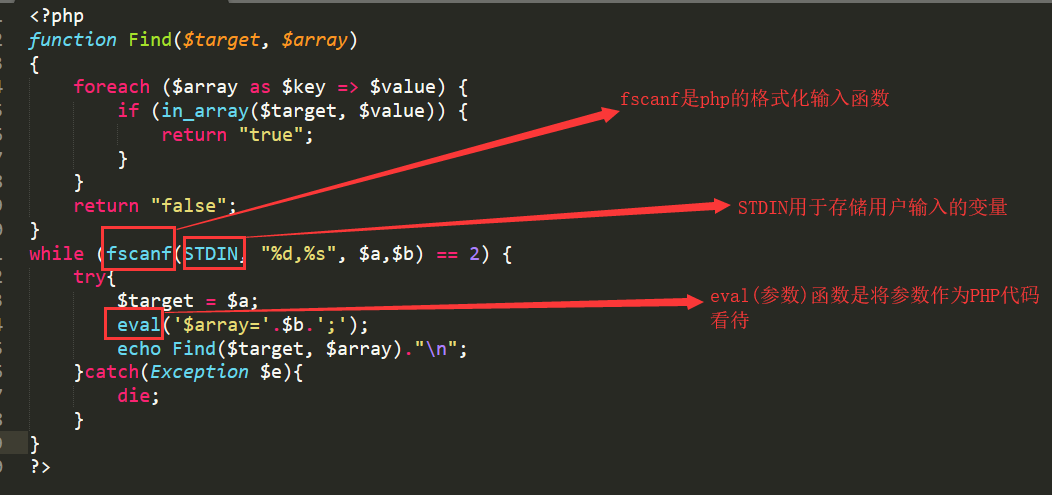 <?php
function Find($target, $array)
{
foreach ($array as $key => $value) {
fscanf是php的格式化输入函数
if (in_array($target, $value)) {
return "true";
}
}
return "false";
STDIN用于存储用户输入的变量
}
while (fscanf(STDIN, "%d,%s", $a,$b) == 2) {
try{
$target = $a;
eval(参数)函数是将参数作为PHP代码
看待
eval('$array='.$b.';');
echo Find($target, $array)."\n";
}catch(Exception $e){
die;
}
}
?>